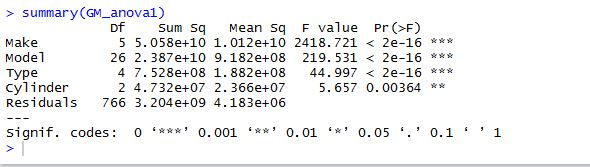 > summary(GM_anova1)
             Df    Sum Sq   Mean Sq  F value  Pr(>F)
Make          5 5.058e+10 1.012e+10 2418.721 < 2e-16 ***
Model        26 2.387e+10 9.182e+08  219.531 < 2e-16 ***
Type          4 7.528e+08 1.882e+08   44.997 < 2e-16 ***
Cylinder      2 4.732e+07 2.366e+07    5.657 0.00364 **
Residuals   766 3.204e+09 4.183e+06
---
Signif. codes:  0 ‘***’ 0.001 ‘**’ 0.01 ‘*’ 0.05 ‘.’ 0.1 ‘ ’ 1
>